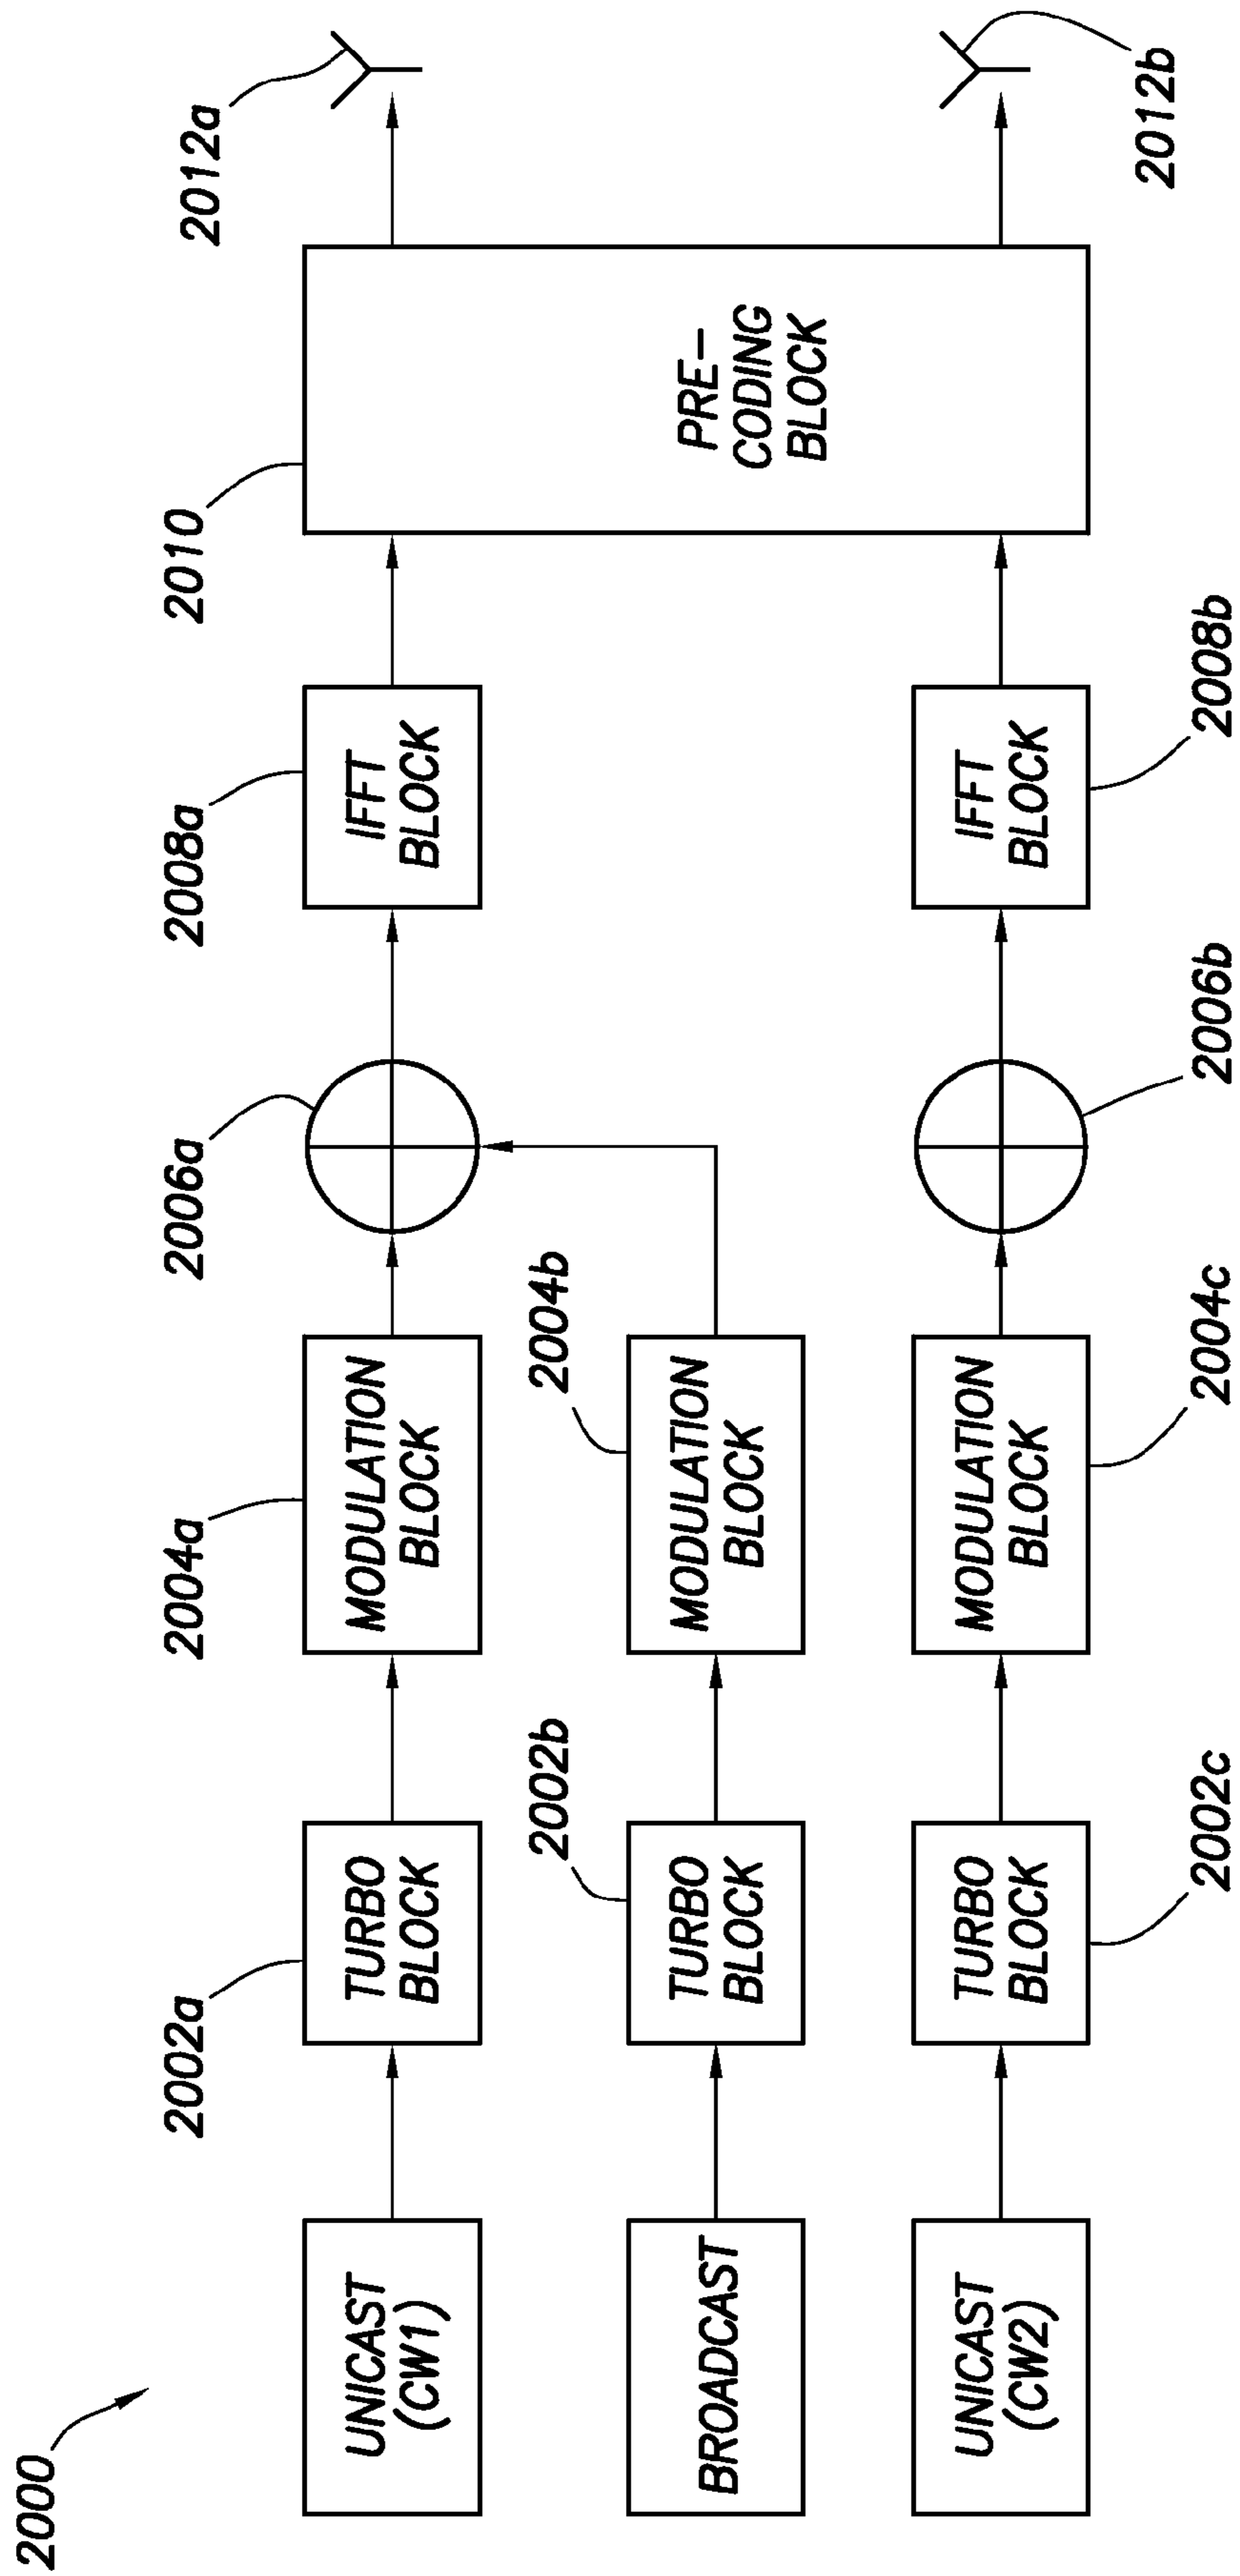 2000
UNICAST
(CW1)
2002a
TURBO
BLOCK
2004a
MODULATION
BLOCK
2006a
2008a
IFFT
BLOCK
2010
PRE–
CODING
BLOCK
2012a
BROADCAST
2002b
TURBO
BLOCK
2004b
MODULATION
BLOCK
UNICAST
(CW2)
TURBO
BLOCK
2002c
MODULATION
BLOCK
2004c
2006b
IFFT
BLOCK
2008b
2012b